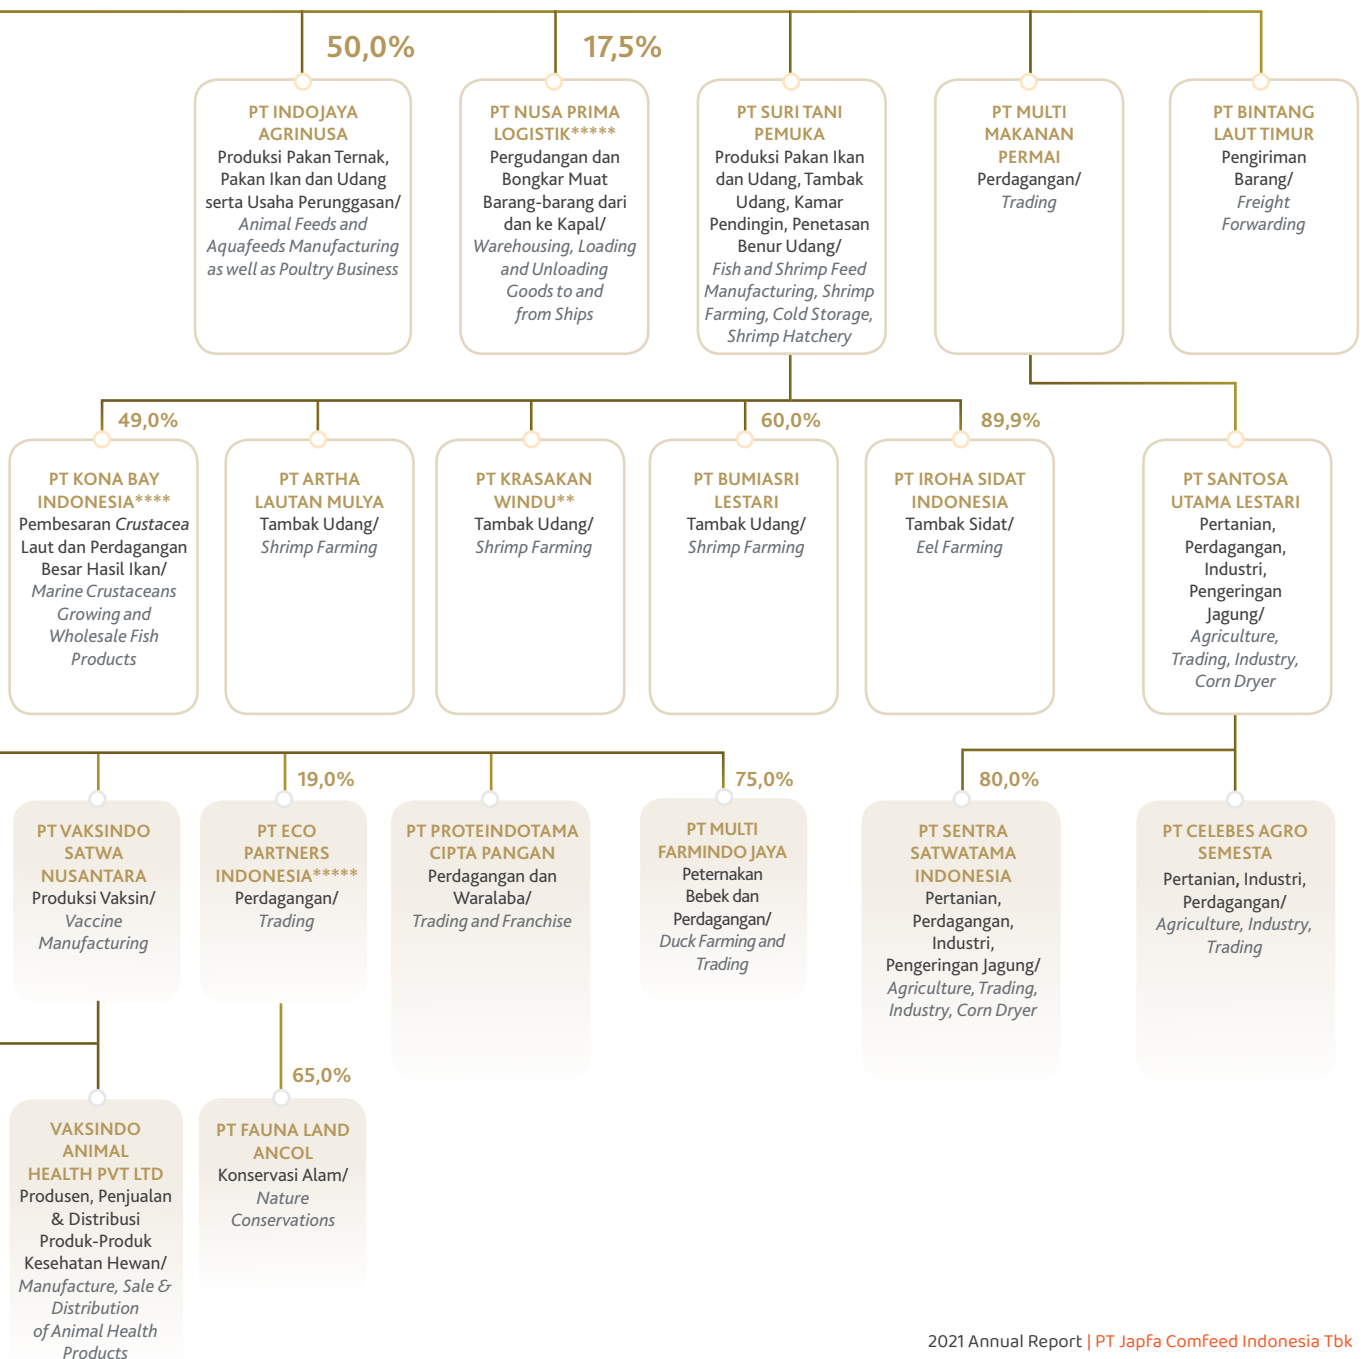 50,0%
17,5%
PT INDOJAYA
AGRINUSA
Produksi Pakan Ternak,
Pakan Ikan dan Udang
serta Usaha Perunggasan/
Animal Feeds and
Aquafeeds Manufacturing
as well as Poultry Business
PT NUSA PRIMA
LOGISTIK*****
Pergudangan dan
Bongkar Muat
Barang-barang dari
dan ke Kapal/
Warehousing, Loading
and Unloading
Goods to and
from Ships
PT SURI TANI
PEMUKA
Produksi Pakan Ikan
dan Udang, Tambak
Udang, Kamar
Pendingin, Penetasan
Benur Udang/
Fish and Shrimp Feed
Manufacturing, Shrimp
Farming, Cold Storage,
Shrimp Hatchery
PT MULTI
MAKANAN
PERMAI
Perdagangan/
Trading
PT BINTANG
LAUT TIMUR
Pengiriman
Barang/
Freight
Forwarding
49,0%
60,0%
89,9%
PT KONA BAY
INDONESIA****
Pembesaran Crustacea
Laut dan Perdagangan
Besar Hasil Ikan/
Marine Crustaceans
Growing and
Wholesale Fish
Products
PT ARTHA
LAUTAN MULYA
Tambak Udang/
Shrimp Farming
PT KRASAKAN
WINDU**
Tambak Udang/
Shrimp Farming
PT BUMIASRI
LESTARI
Tambak Udang/
Shrimp Farming
PT IROHA SIDAT
INDONESIA
Tambak Sidat/
Eel Farming
PT SANTOSA
UTAMA LESTARI
Pertanian,
Perdagangan,
Industri,
Pengeringan
Jagung/
Agriculture,
Trading, Industry,
Corn Dryer
19,0%
75,0%
80,0%
PT VAKSINDO
SATWA
NUSANTARA
Produksi Vaksin/
Vaccine
Manufacturing
PT ECO
PARTNERS
INDONESIA*****
Perdagangan/
Trading
PT PROTEINDOTAMA
CIPTA PANGAN
Perdagangan dan
Waralaba/
Trading and Franchise
PT MULTI
FARMINDO JAYA
Peternakan
Bebek dan
Perdagangan/
Duck Farming and
Trading
PT SENTRA
SATWATAMA
INDONESIA
Pertanian,
Perdagangan,
Industri,
Pengeringan Jagung/
Agriculture, Trading,
Industry, Corn Dryer
PT CELEBES AGRO
SEMESTA
Pertanian, Industri,
Perdagangan/
Agriculture, Industry,
Trading
65,0%
VAKSINDO
ANIMAL
HEALTH PVT LTD
Produsen, Penjualan
& Distribusi
Produk-Produk
Kesehatan Hewan/
Manufacture, Sale &
Distribution
of Animal Health
Products
PT FAUNA LAND
ANCOL
Konservasi Alam/
Nature
Conservations
2021 Annual Report | PT Japfa Comfeed Indonesia Tbk